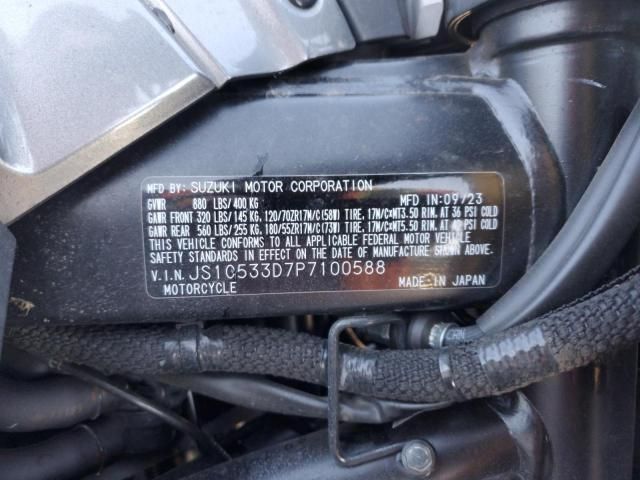 MFD BY: SUZUKI MOTOR CORPORATION
GVWR 880 LBS/400 KG MFD IN:09/23
GAWR FRONT 320 LBS/145 KG. 120/70ZR17M/C(58W) TIRE, 17M/C×MT3.50 RIM. AT 36 PSI COLD
GAWR REAR 560 LBS/255 KG. 180/55ZR17M/C(73W) TIRE, 17M/C×MT5.50 RIM. AT 42 PSI COLD
THIS VEHICLE CONFORMS TO ALL APPLICABLE FEDERAL MOTOR VEHICLE
SAFETY STANDARDS IN EFFECT ON THE DATE OF MANUFACTURE SHOWN ABOVE.
V.I.N. JS1C533D7P7100588
MOTORCYCLE MADE IN JAPAN